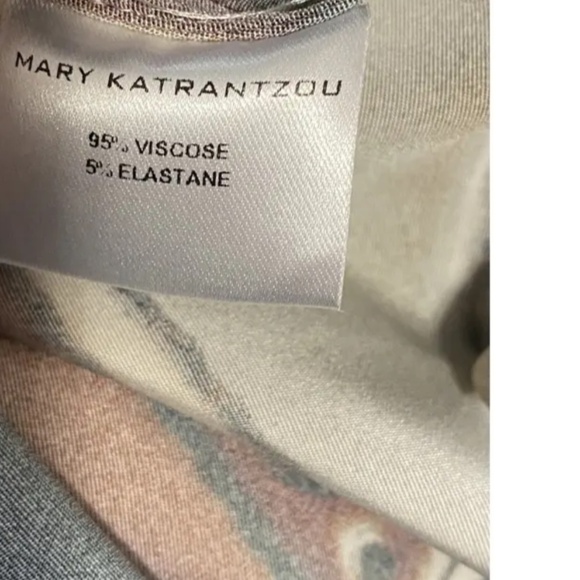 MARY KATRANTZOU
95% VISCOSE
5% ELASTANE